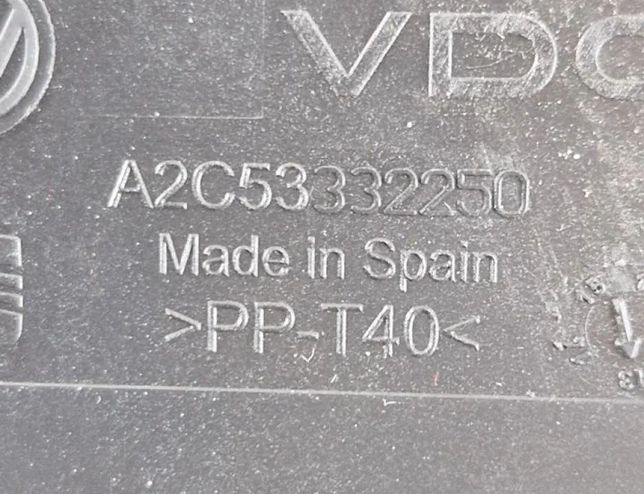 VDO
A2C53332250
Made in Spain
>PP-T40<